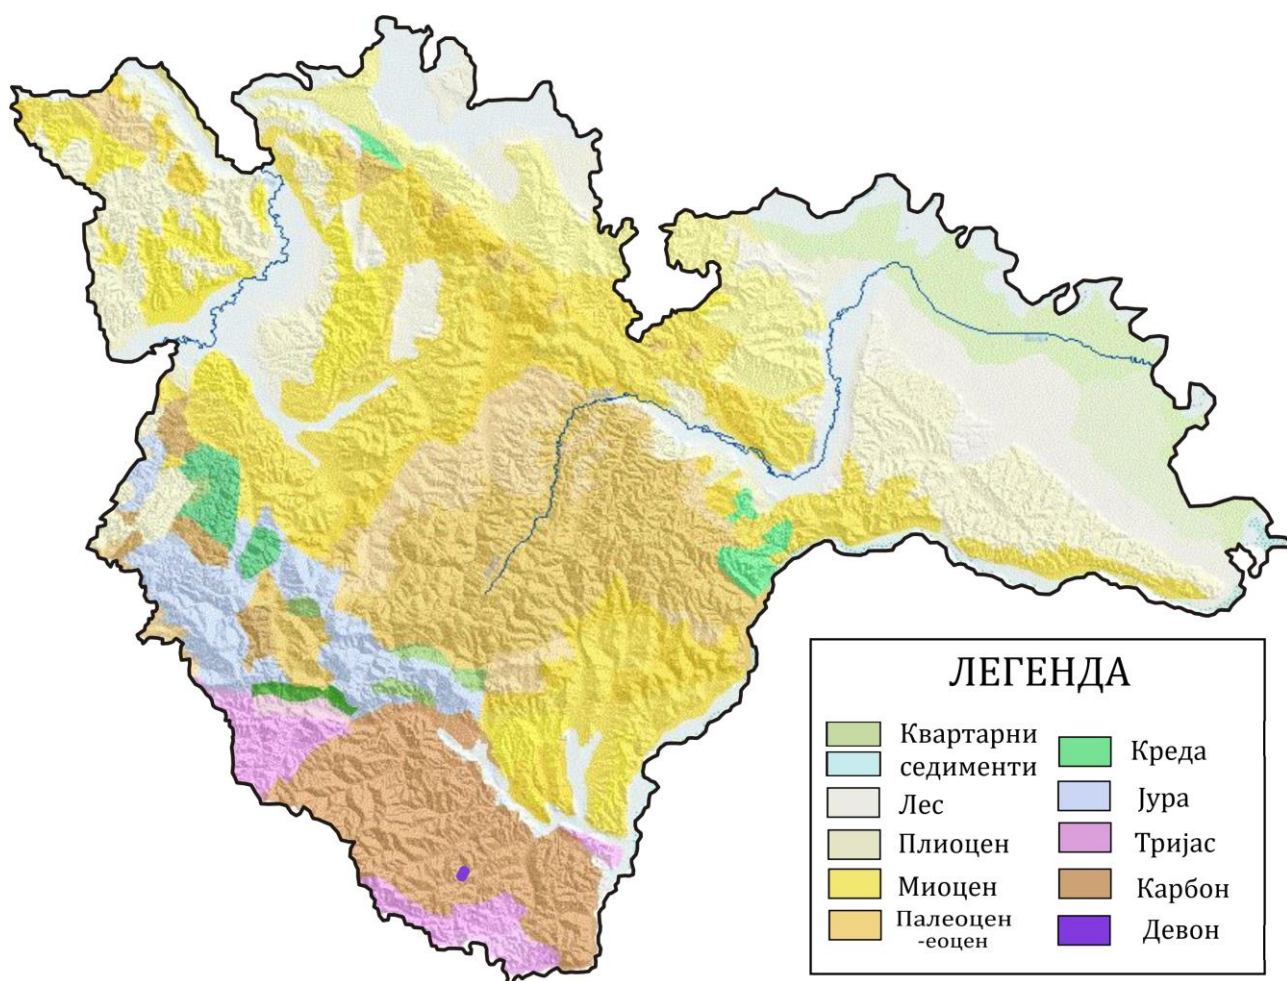 ЛЕГЕНДА
Квартарни
седименти
Лес
Плиоцен
Миоцен
Палеоцен
-еоцен
Креда
Јура
Тријас
Карбон
Девон